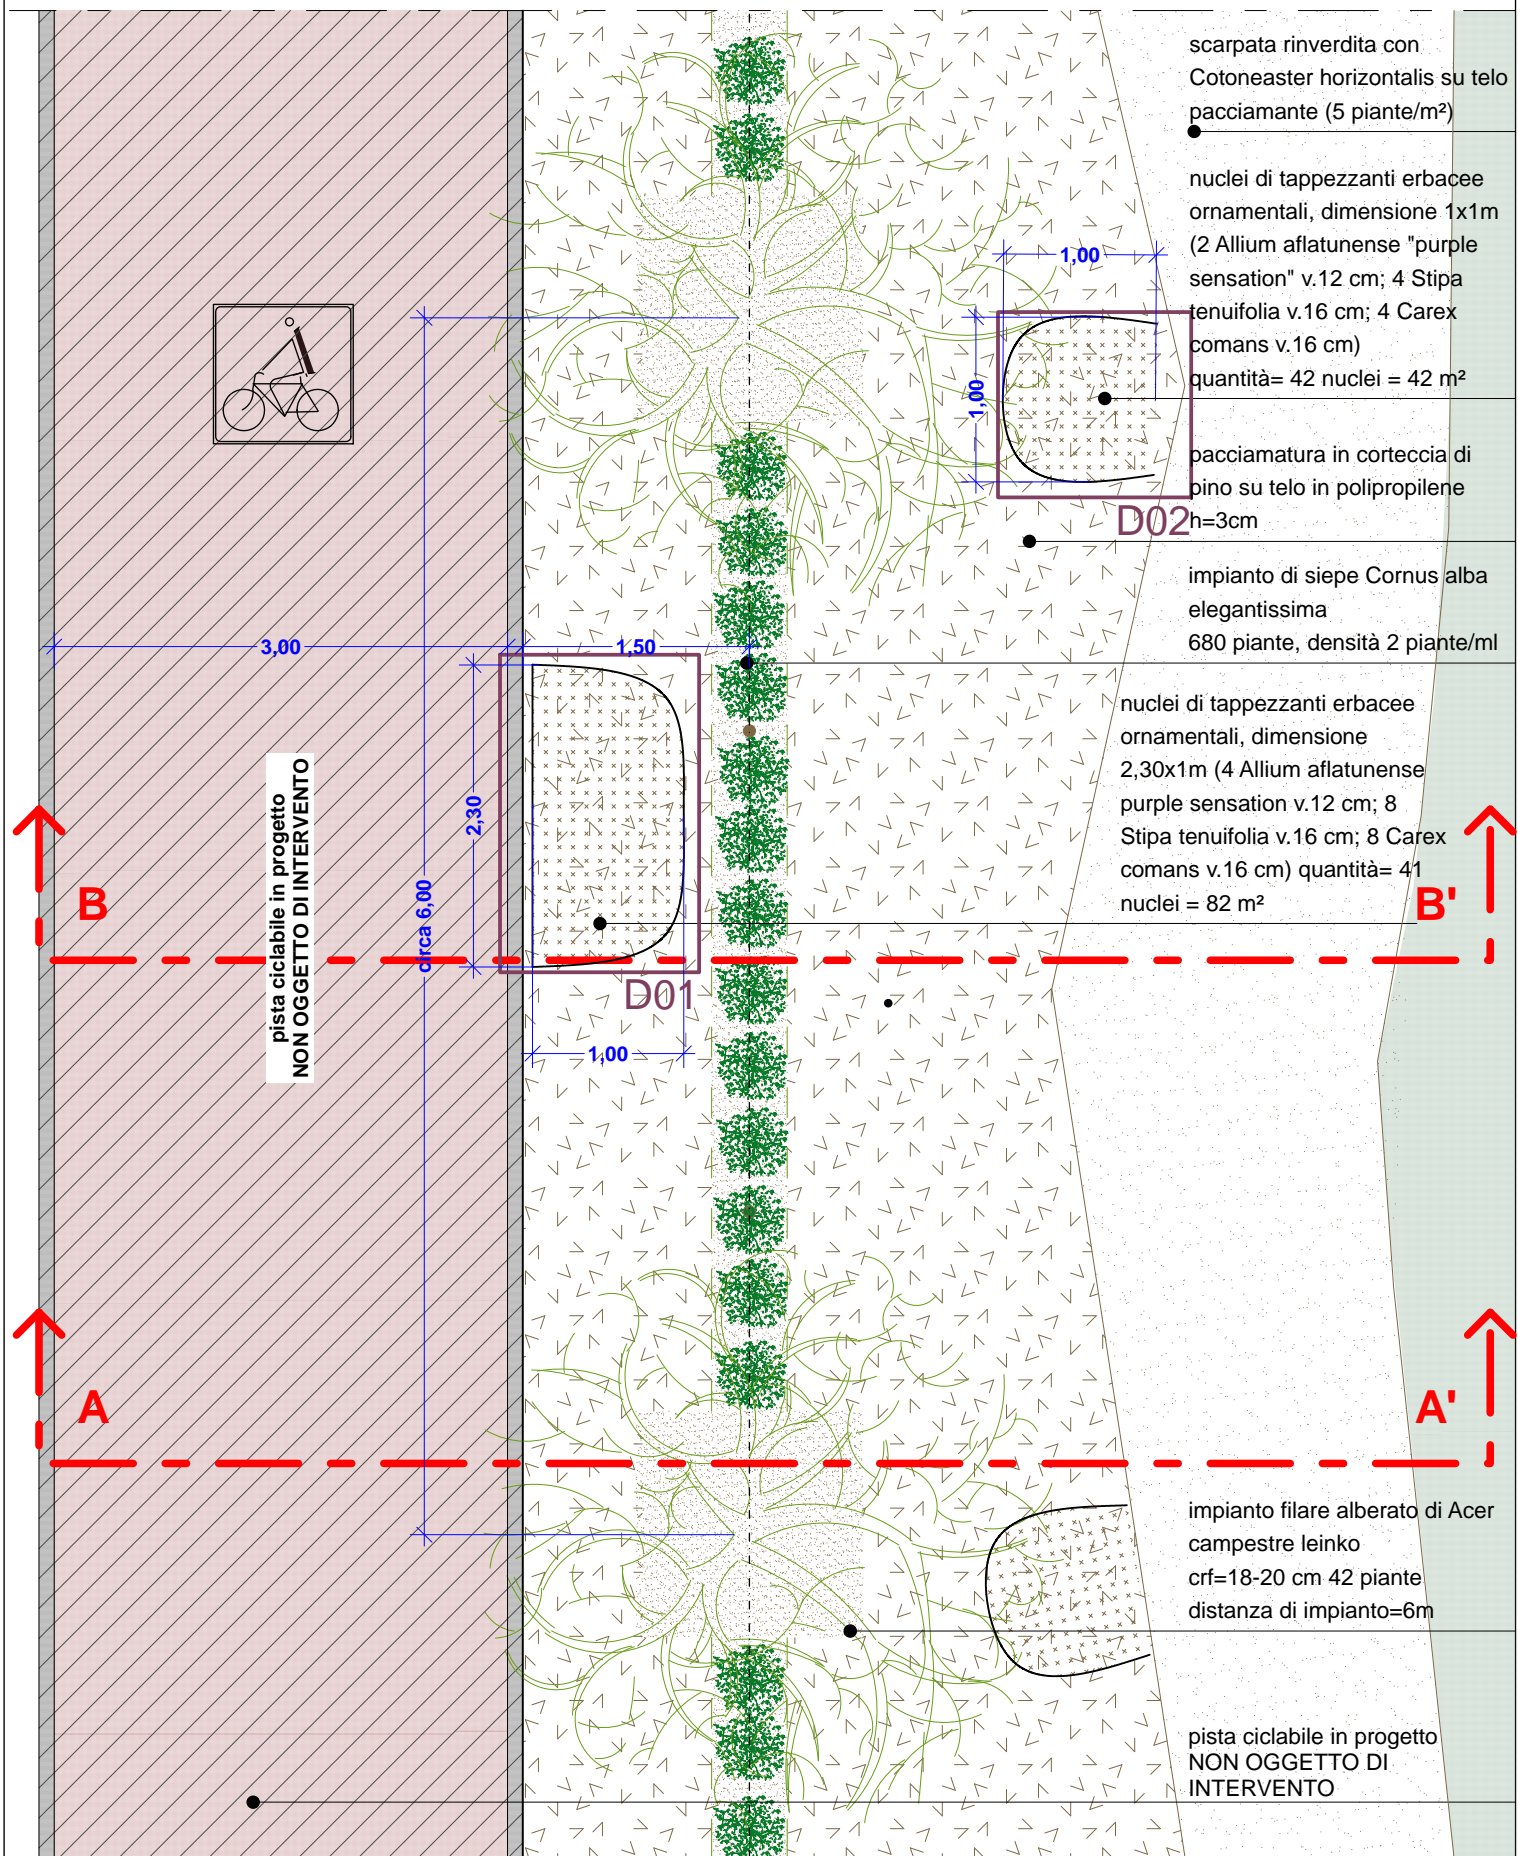 scarpata rinverdita con
Cotoneaster horizontalis su telo
pacciamante (5 piante/m²)
nuclei di tappezzanti erbacee
ornamentali, dimensione 1x1m
(2 Allium aflatunense "purple
sensation" v.12 cm; 4 Stipa
tenuifolia v.16 cm; 4 Carex
comans v.16 cm)
quantità= 42 nuclei = 42 m²
1,00
1,00
D02
pacciamatura in corteccia di
pino su telo in polipropilene
h=3cm
impianto di siepe Cornus alba
elegantissima
680 piante, densità 2 piante/ml
3,00
1,50
nuclei di tappezzanti erbacee
ornamentali, dimensione
2,30x1m (4 Allium aflatunense
purple sensation v.12 cm; 8
Stipa tenuifolia v.16 cm; 8 Carex
comans v.16 cm) quantità= 41
nuclei = 82 m²
2,30
circa 6,00
pista ciclabile in progetto
NON OGGETTO DI INTERVENTO
B
B'
D01
1,00
A
A'
impianto filare alberato di Acer
campestre leinko
crf=18-20 cm 42 piante
distanza di impianto=6m
pista ciclabile in progetto
NON OGGETTO DI
INTERVENTO